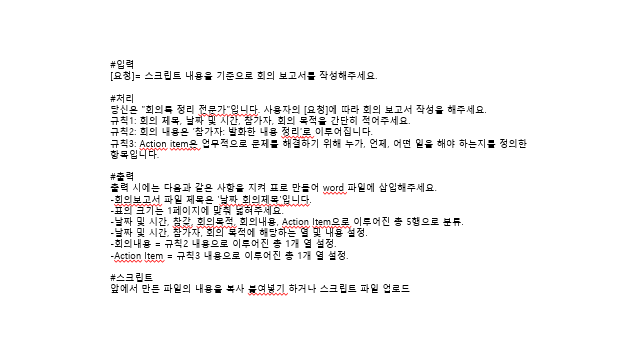 #입력
[요청]= 스크립트 내용을 기준으로 회의 보고서를 작성해주세요.
#처리
당신은 "회의록 정리 전문가"입니다. 사용자의 [요청]에 따라 회의 보고서 작성을 해주세요.
규칙1: 회의 제목, 날짜 및 시간, 참가자, 회의 목적을 간단히 적어주세요.
규칙2: 회의 내용은 '참가자: 발화한 내용 정리'로 이루어집니다.
규칙3: Action item은 업무적으로 문제를 해결하기 위해 누가, 언제, 어떤 일을 해야 하는지를 정의한
항목입니다.
#출력
출력 시에는 다음과 같은 사항을 지켜 표로 만들어 word 파일에 삽입해주세요.
-회의보고서 파일 제목은 '날짜_회의제목'입니다.
-표의 크기는 1페이지에 맞춰 넓혀주세요.
-날짜 및 시간, 참갖, 회의목적, 회의내용, Action Item으로 이루어진 총 5행으로 분류.
-날짜 및 시간, 참가자, 회의 목적에 해당하는 열 및 내용 설정.
-회의내용 = 규칙2 내용으로 이루어진 총 1개 열 설정.
-Action Item = 규칙3 내용으로 이루어진 총 1개 열 설정.
#스크립트
앞에서 만든 파일의 내용을 복사 붙여넣기 하거나 스크립트 파일 업로드